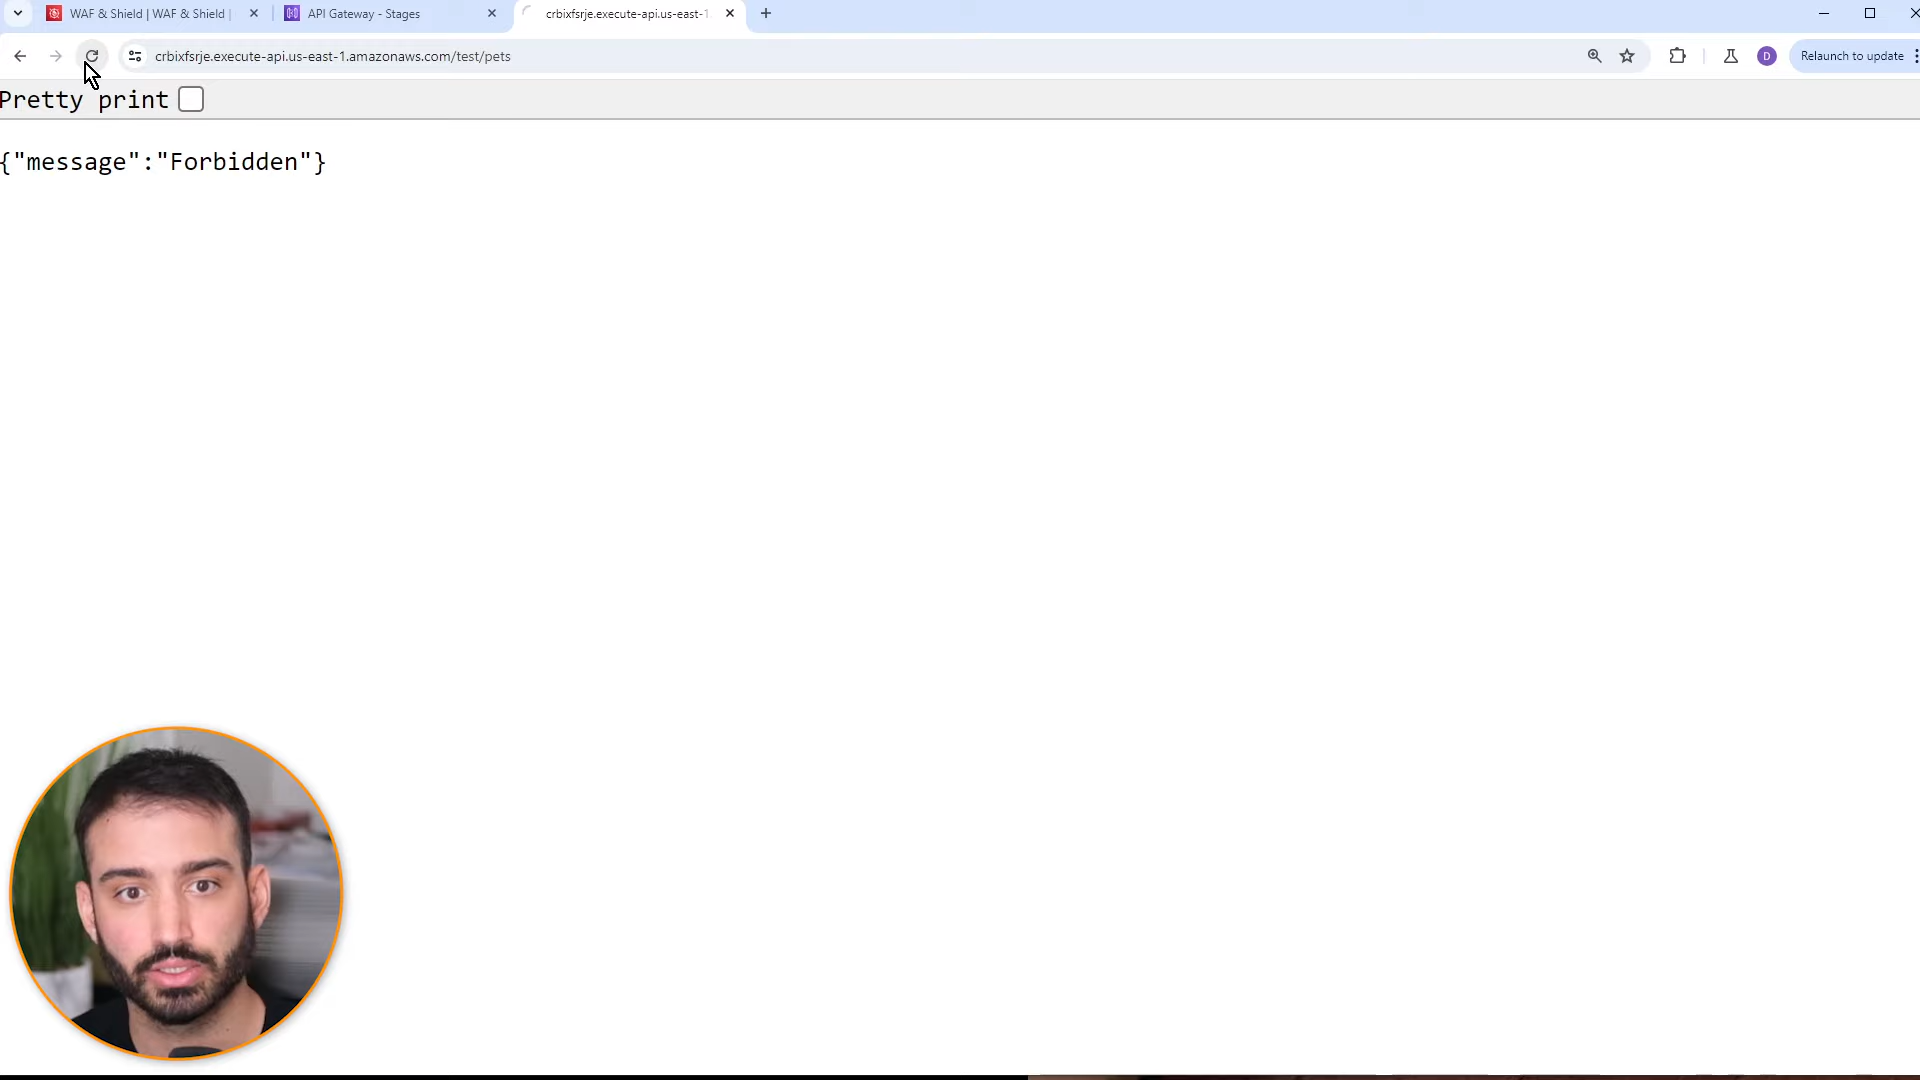 WAF & Shield | WAF & Shield |
API Gateway - Stages
crbixfsrje.execute-api.us-east-1
crbixfsrje.execute-api.us-east-1.amazonaws.com/test/pets
D
Relaunch to update
Pretty print
{"message":"Forbidden"}